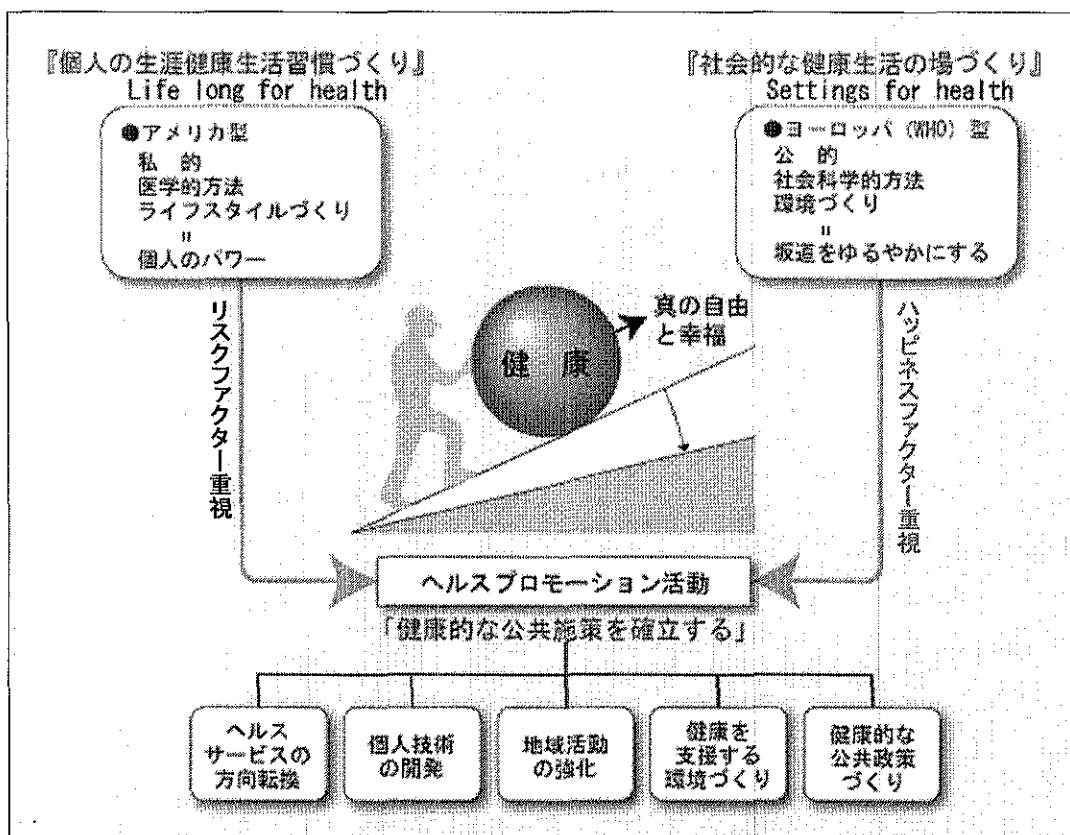 『個人の生涯健康生活習慣づくり』
Life long for health
●アメリカ型
私 的
医学的方法
ライフスタイルづくり
=
個人のパワー
『社会的な健康生活の場づくり』
Settings for health
●ヨーロッパ (WHO) 型
公 的
社会科学的方法
環境づくり
=
坂道をゆるやかにする
リスクファクター重視
健 康
真の自由
と幸福
ハッピネスファクター重視
ヘルスプロモーション活動
「健康的な公共施策を確立する」
ヘルス
サービスの
方向転換
個人技術
の開発
地域活動
の強化
健康を
支援する
環境づくり
健康的な
公共政策
づくり